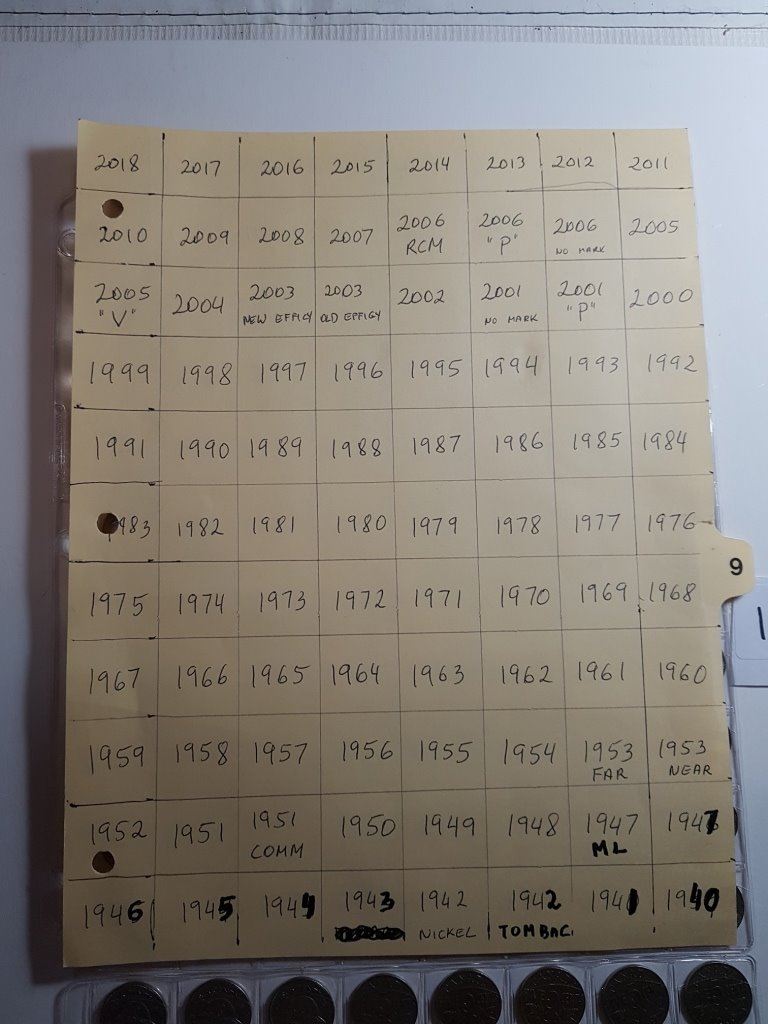 2018 2017 2016 2015 2014 2013 2012 2011
2010 2009 2008 2007 2006 2006 2006 2005
RCM "P" NO MARK
2005 2004 2003 2003 2002 2001 2001 2000
"V" NEW EFFIGY OLD EFFIGY NO MARK "P"
1999 1998 1997 1996 1995 1994 1993 1992
1991 1990 1989 1988 1987 1986 1985 1984
1983 1982 1981 1980 1979 1978 1977 1976
9
1975 1974 1973 1972 1971 1970 1969 1968
1967 1966 1965 1964 1963 1962 1961 1960
1959 1958 1957 1956 1955 1954 1953 1953
FAR NEAR
1952 1951 1951 1950 1949 1948 1947 1947
COMM ML
1946 1945 1944 1943 1942 1942 1941 1940
NICKEL TOMBAC